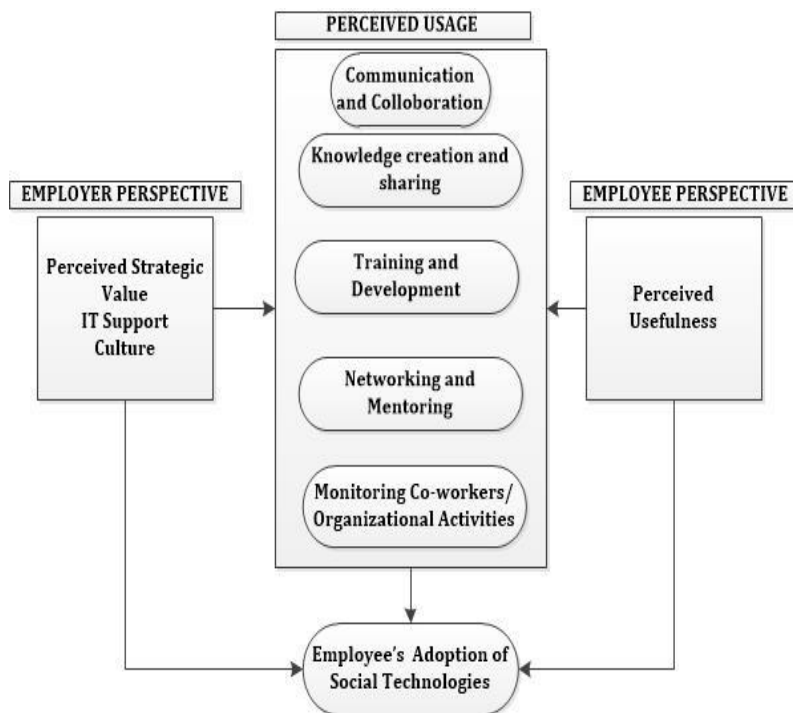 PERCEIVED USAGE
Communication
and Colloboration
Knowledge creation and
sharing
EMPLOYER PERSPECTIVE
EMPLOYEE PERSPECTIVE
Perceived Strategic
Value
IT Support
Culture
Training and
Development
Perceived
Usefulness
Networking and
Mentoring
Monitoring Co-workers/
Organizational Activities
Employee's Adoption of
Social Technologies